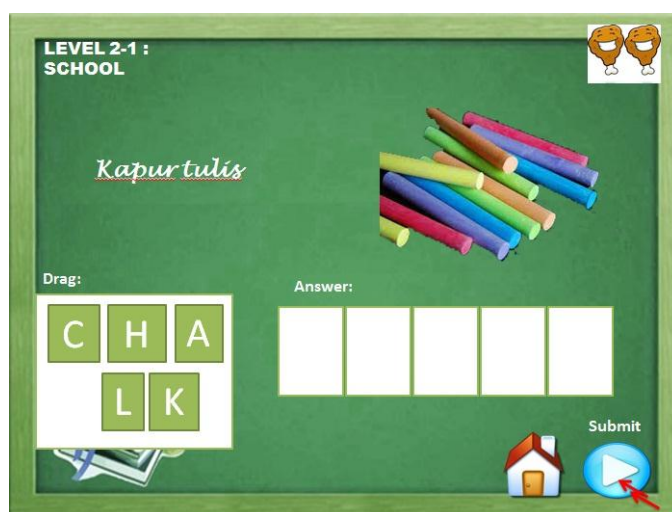 LEVEL 2-1 :
SCHOOL
Kapur tulis
Drag:
Answer:
C H A
L K
Submit